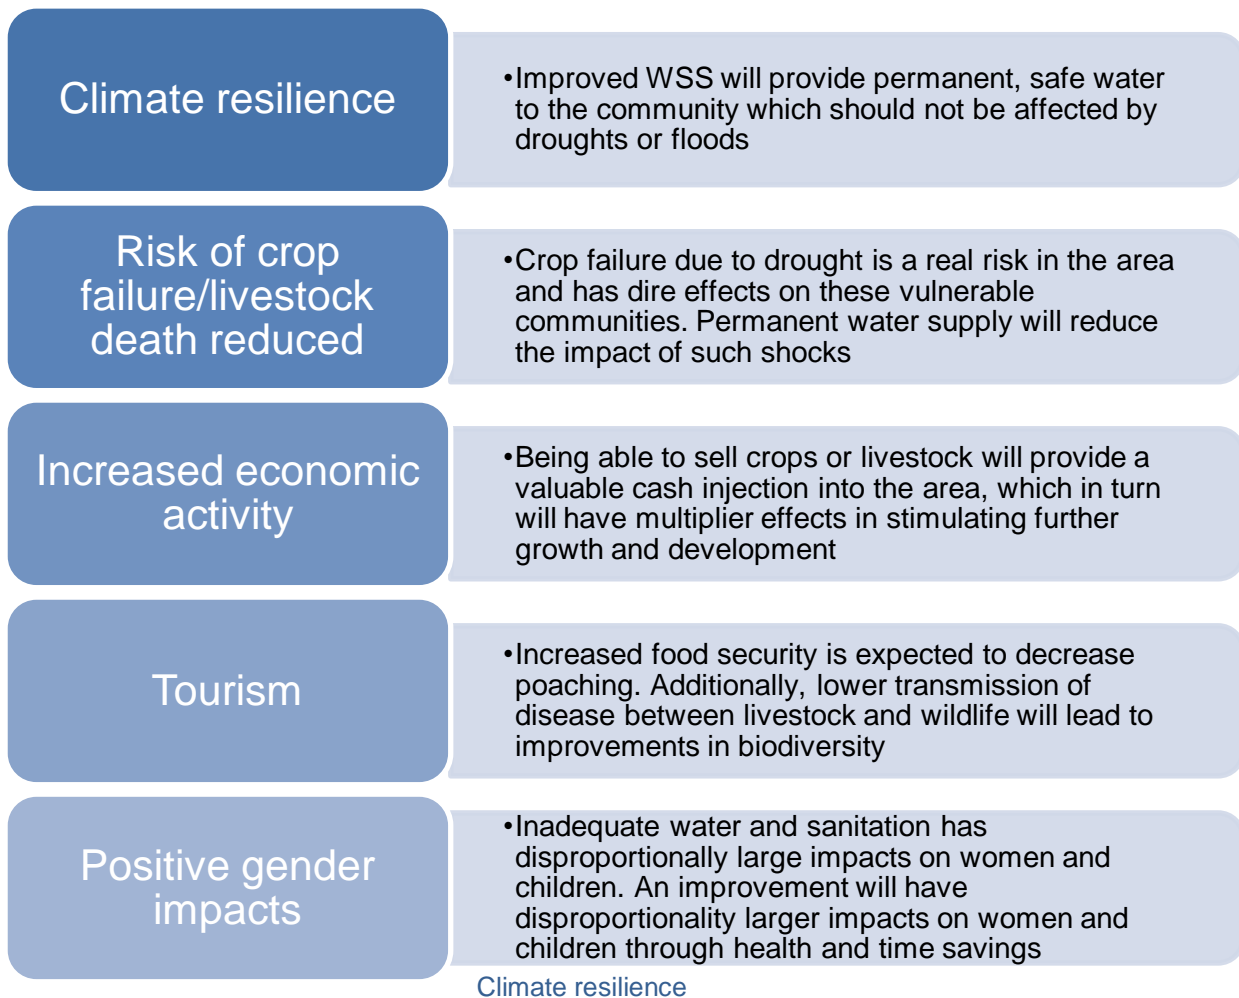 Climate resilience
•Improved WSS will provide permanent, safe water
to the community which should not be affected by
droughts or floods
Risk of crop
failure/livestock
death reduced
•Crop failure due to drought is a real risk in the area
and has dire effects on these vulnerable
communities. Permanent water supply will reduce
the impact of such shocks
Increased economic
activity
•Being able to sell crops or livestock will provide a
valuable cash injection into the area, which in turn
will have multiplier effects in stimulating further
growth and development
Tourism
•Increased food security is expected to decrease
poaching. Additionally, lower transmission of
disease between livestock and wildlife will lead to
improvements in biodiversity
Positive gender
impacts
•Inadequate water and sanitation has
disproportionally large impacts on women and
children. An improvement will have
disproportionality larger impacts on women and
children through health and time savings
Climate resilience